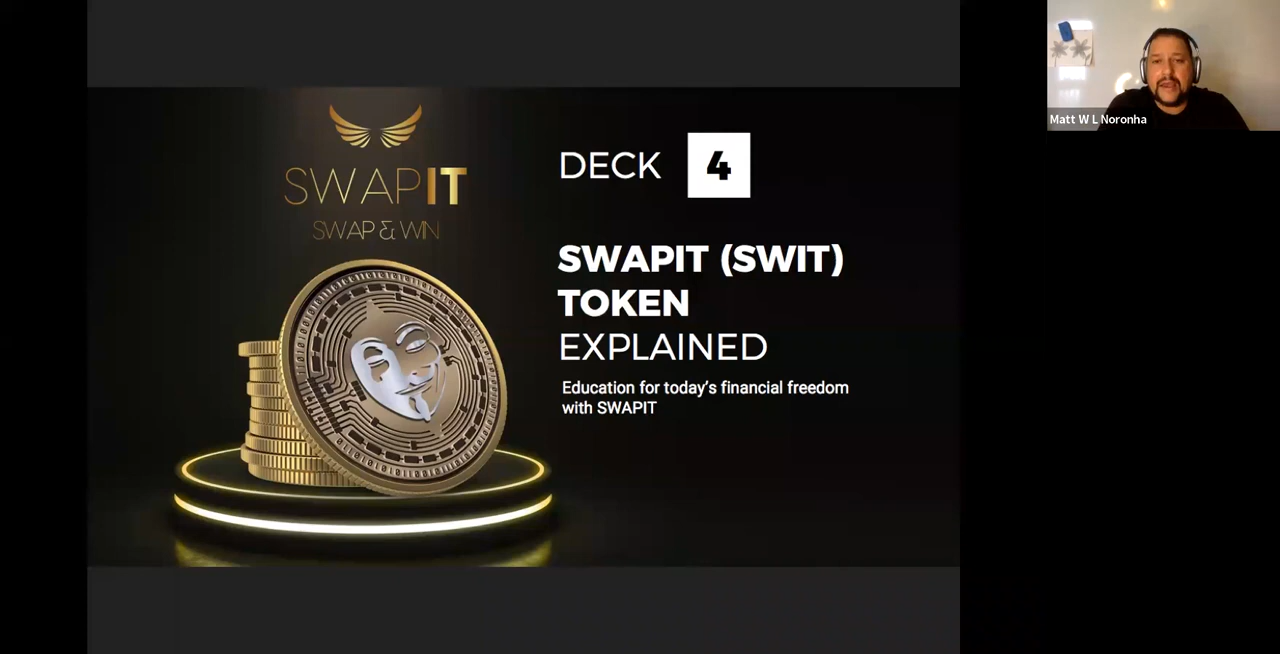 SWAPIT
SWAP & WIN
DECK 4
SWAPIT (SWIT)
TOKEN
EXPLAINED
Education for today's financial freedom
with SWAPIT
Matt W L Noronha